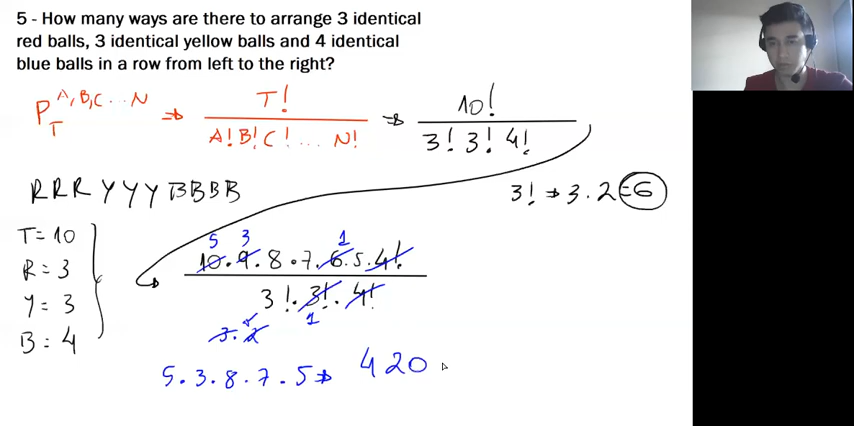 5 - How many ways are there to arrange 3 identical
red balls, 3 identical yellow balls and 4 identical
blue balls in a row from left to the right?
P_T^{A,B,C...N} ⇒ T! / A!B!C!...N! ⇒ 10! / 3! 3! 4!
RRRYYYBBBB
3! → 3.2 = 6
T = 10
R = 3
Y = 3
B : 4
5 3 1
10 . 9 . 8 . 7 . 6 . 5 . 4!
3! . 3! . 4!
3.2 1
5 . 3 . 8 . 7 . 5 ⇒ 420